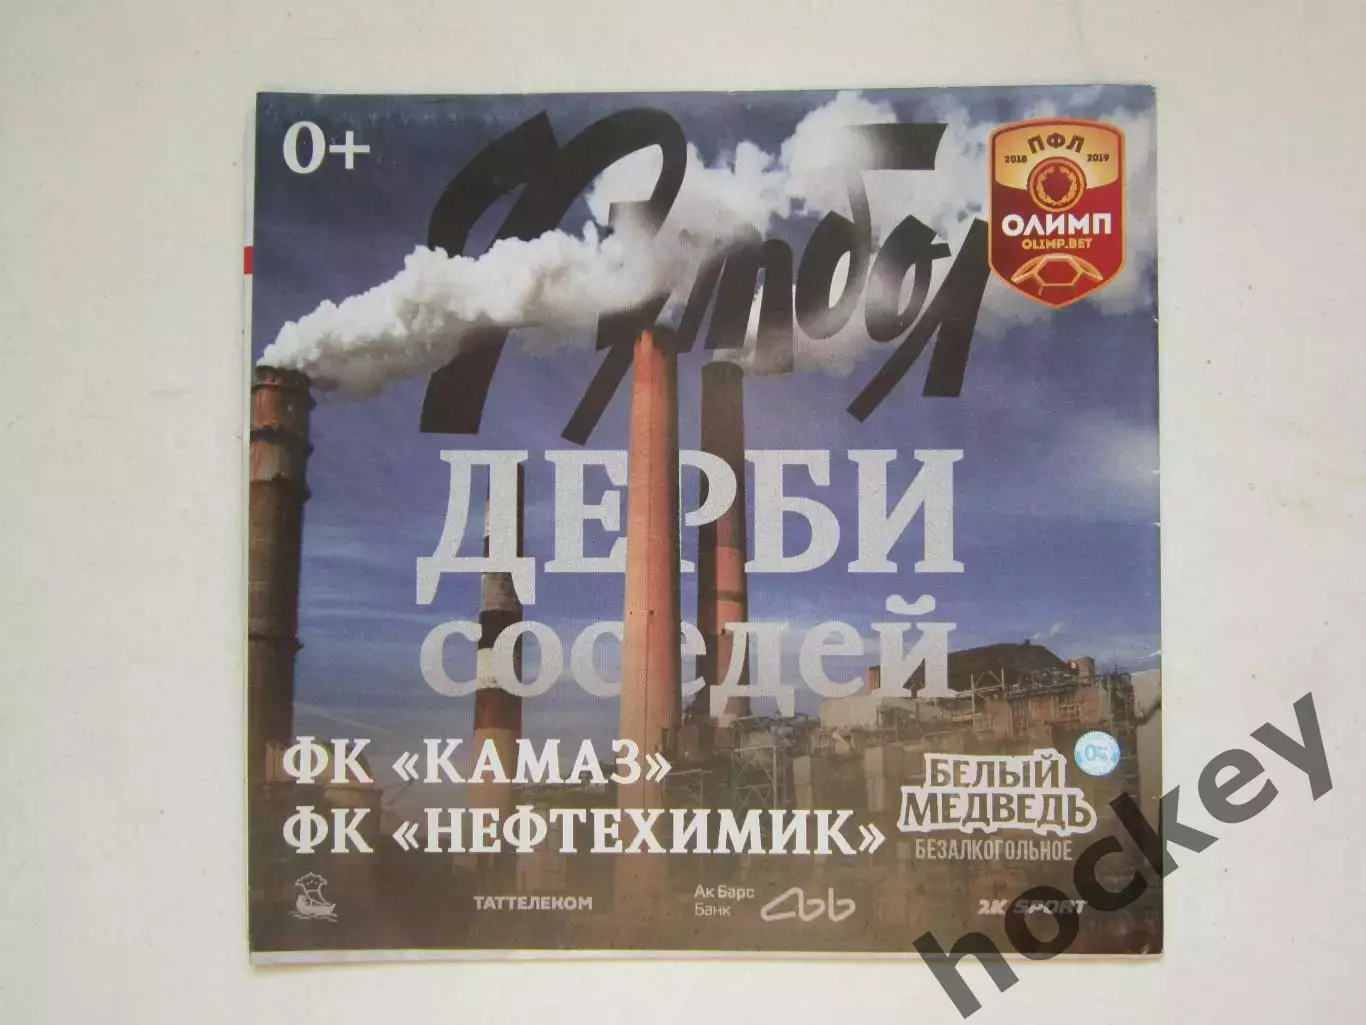 0+
Футбол
ПФЛ
2018 2019
ОЛИМП
OLIMP.BET
ДЕРБИ
соседей
ФК «КАМАЗ»
ФК «НЕФТЕХИМИК»
0%
БЕЛЫЙ
МЕДВЕДЬ
БЕЗАЛКОГОЛЬНОЕ
ТАТТЕЛЕКОМ
Ак Барс
Банк
2K SPORT
hockey